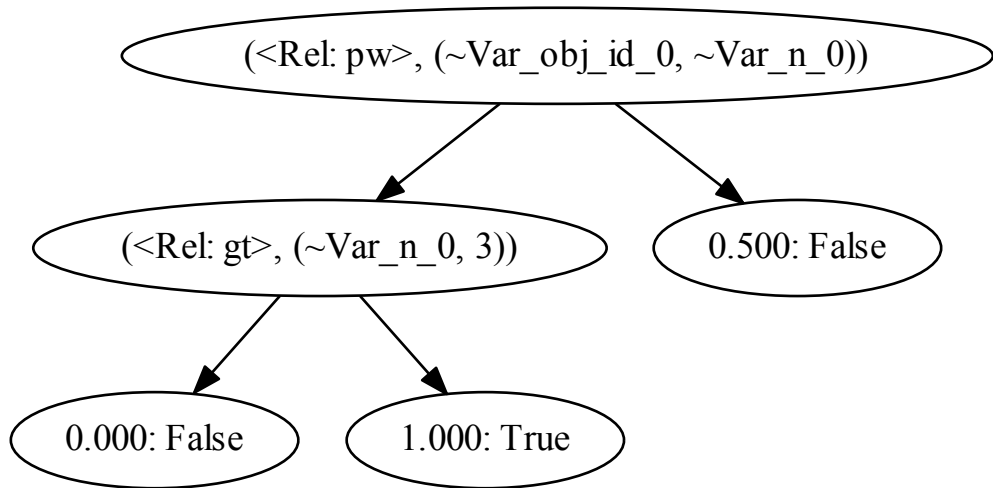 (<Rel: pw>, (~Var_obj_id_0, ~Var_n_0))
(<Rel: gt>, (~Var_n_0, 3))
0.500: False
0.000: False
1.000: True